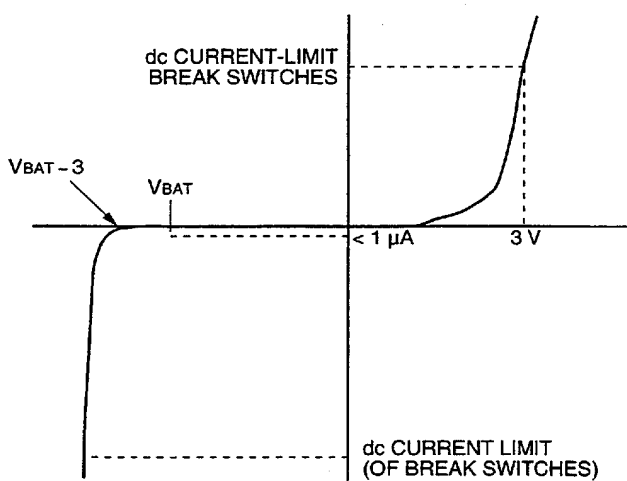 dc CURRENT-LIMIT
BREAK SWITCHES
VBAT – 3
VBAT
< 1 µA
3 V
dc CURRENT LIMIT
(OF BREAK SWITCHES)